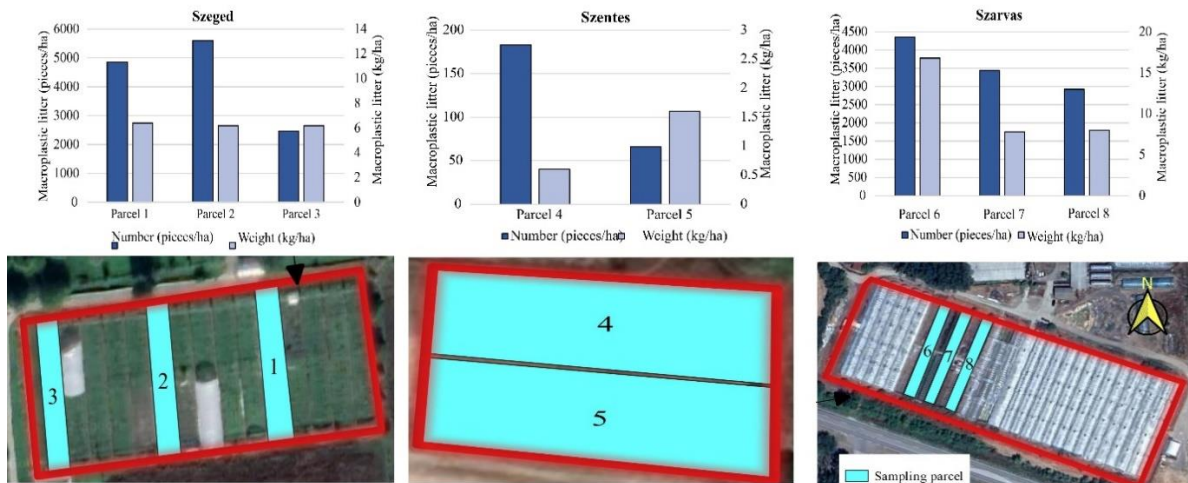 Szeged
Macroplastic litter (pieces/ha)
6000
5000
4000
3000
2000
1000
0
14
12
10
8
6
4
2
0
Macroplastic litter (kg/ha)
Parcel 1 Parcel 2 Parcel 3
Number (pieces/ha) Weight (kg/ha)
Szentes
Macroplastic litter (pieces/ha)
200
150
100
50
0
3
2.5
2
1.5
1
0.5
0
Macroplastic litter (kg/ha)
Parcel 4 Parcel 5
Number (pieces/ha) Weight (kg/ha)
Szarvas
Macroplastic litter (pieces/ha)
4500
4000
3500
3000
2500
2000
1500
1000
500
0
20
15
10
5
0
Macroplastic litter (kg/ha)
Parcel 6 Parcel 7 Parcel 8
Number (pieces/ha) Weight (kg/ha)
3 2 1
4
5
N
6 7 8
Sampling parcel